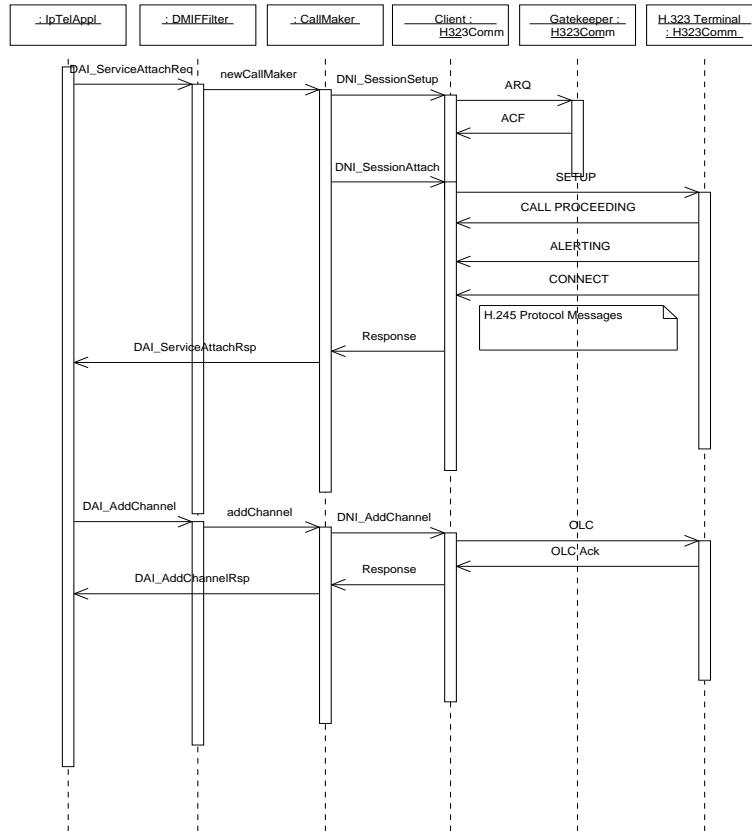 : IpTelAppl
: DMIFFilter
: CallMaker
Client :
H323Comm
Gatekeeper :
H323Comm
H.323 Terminal
: H323Comm
DAI_ServiceAttachReq
newCallMaker
DNI_SessionSetup
ARQ
ACF
DNI_SessionAttach
SETUP
CALL PROCEEDING
ALERTING
CONNECT
H.245 Protocol Messages
Response
DAI_ServiceAttachRsp
DAI_AddChannel
addChannel
DNI_AddChannel
OLC
OLC Ack
Response
DAI_AddChannelRsp